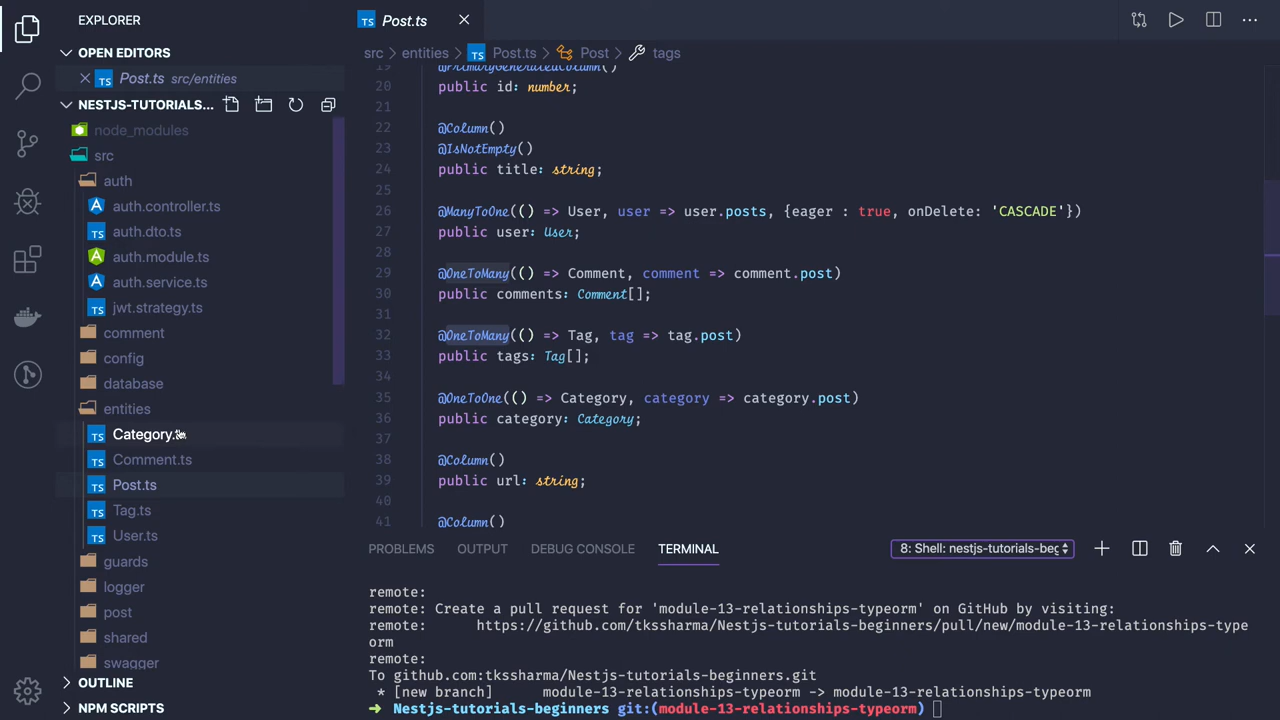 EXPLORER
OPEN EDITORS
TS Post.ts src/entities
NESTJS-TUTORIALS...
node_modules
src
auth
auth.controller.ts
auth.dto.ts
auth.module.ts
auth.service.ts
TS jwt.strategy.ts
comment
config
database
entities
TS Category.
TS Comment.ts
TS Post.ts
TS Tag.ts
TS User.ts
guards
logger
post
shared
swagger
OUTLINE
NPM SCRIPTS
TS Post.ts
src > entities > TS Post.ts > Post > tags
19 @PrimaryGeneratedColumn()
20 public id: number;
21
22 @Column()
23 @IsNotEmpty()
24 public title: string;
25
26 @ManyToOne(() => User, user => user.posts, {eager : true, onDelete: 'CASCADE'})
27 public user: User;
28
29 @OneToMany(() => Comment, comment => comment.post)
30 public comments: Comment[];
31
32 @OneToMany(() => Tag, tag => tag.post)
33 public tags: Tag[];
34
35 @OneToOne(() => Category, category => category.post)
36 public category: Category;
37
38 @Column()
39 public url: string;
40
41 @Column()
PROBLEMS OUTPUT DEBUG CONSOLE TERMINAL 8: Shell: nestjs-tutorials-beg
remote:
remote: Create a pull request for 'module-13-relationships-typeorm' on GitHub by visiting:
remote: https://github.com/tkssharma/Nestjs-tutorials-beginners/pull/new/module-13-relationships-type
orm
remote:
To github.com:tkssharma/Nestjs-tutorials-beginners.git
* [new branch] module-13-relationships-typeorm -> module-13-relationships-typeorm
➜ Nestjs-tutorials-beginners git:(module-13-relationships-typeorm)